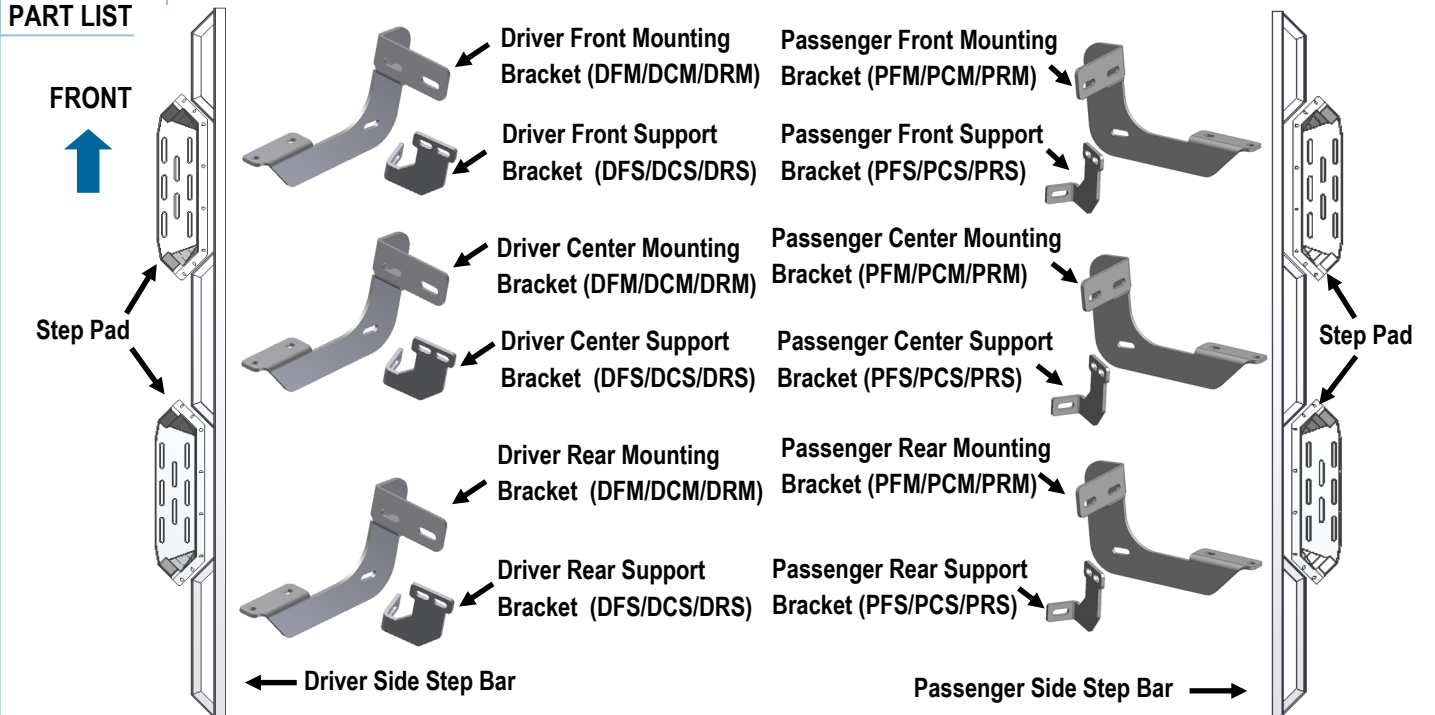 PART LIST
FRONT
Driver Front Mounting
Bracket (DFM/DCM/DRM)
Passenger Front Mounting
Bracket (PFM/PCM/PRM)
Driver Front Support
Bracket (DFS/DCS/DRS)
Passenger Front Support
Bracket (PFS/PCS/PRS)
Driver Center Mounting
Bracket (DFM/DCM/DRM)
Passenger Center Mounting
Bracket (PFM/PCM/PRM)
Step Pad
Step Pad
Driver Center Support
Bracket (DFS/DCS/DRS)
Passenger Center Support
Bracket (PFS/PCS/PRS)
Driver Rear Mounting
Bracket (DFM/DCM/DRM)
Passenger Rear Mounting
Bracket (PFM/PCM/PRM)
Driver Rear Support
Bracket (DFS/DCS/DRS)
Passenger Rear Support
Bracket (PFS/PCS/PRS)
Driver Side Step Bar
Passenger Side Step Bar